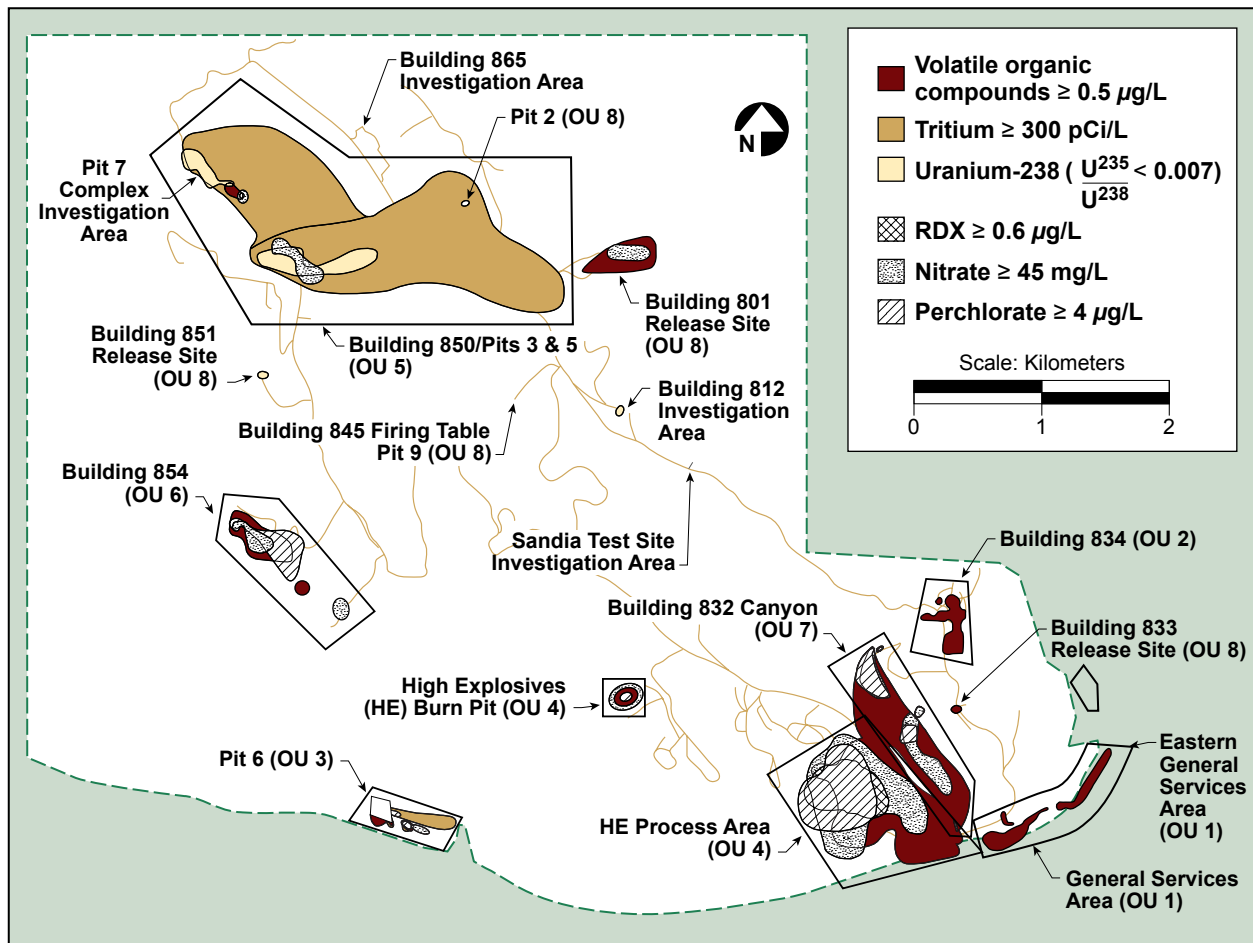 Building 865
Investigation Area
Pit 2 (OU 8)
N
Pit 7
Complex
Investigation
Area
Building 801
Release Site
(OU 8)
Building 851
Release Site
(OU 8)
Building 850/Pits 3 & 5
(OU 5)
Building 812
Investigation
Area
Building 845 Firing Table
Pit 9 (OU 8)
Building 854
(OU 6)
Sandia Test Site
Investigation Area
Building 834 (OU 2)
Building 832 Canyon
(OU 7)
Building 833
Release Site (OU 8)
High Explosives
(HE) Burn Pit (OU 4)
Pit 6 (OU 3)
Eastern
General
Services
Area
(OU 1)
HE Process Area
(OU 4)
General Services
Area (OU 1)
Volatile organic
compounds ≥ 0.5 µg/L
Tritium ≥ 300 pCi/L
Uranium-238 ( U²³⁵ < 0.007)
U²³⁸
RDX ≥ 0.6 µg/L
Nitrate ≥ 45 mg/L
Perchlorate ≥ 4 µg/L
Scale: Kilometers
0 1 2